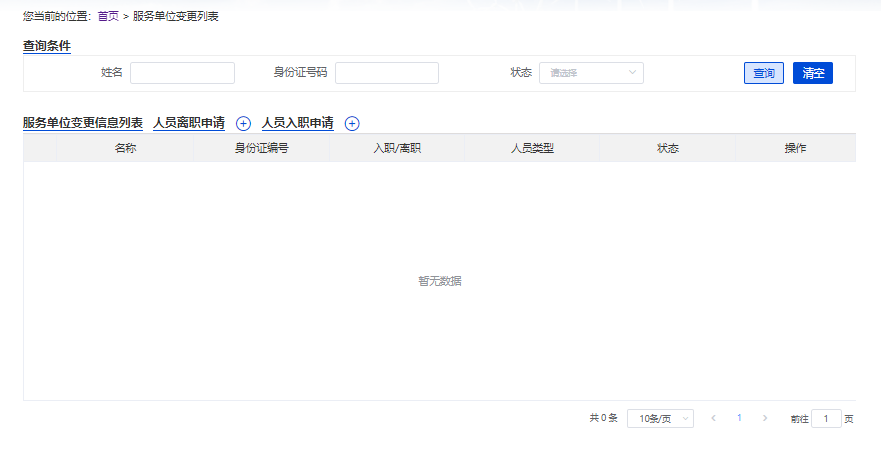 您当前的位置：首页 > 服务单位变更列表
查询条件
姓名 身份证号码 状态 请选择 查询 清空
服务单位变更信息列表 人员离职申请 人员入职申请
名称 身份证编号 入职/离职 人员类型 状态 操作
暂无数据
共 0 条 10条/页 1 前往 1 页